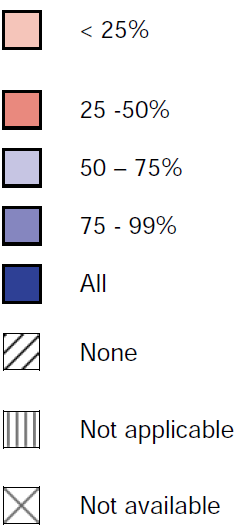 < 25%
25 -50%
50 – 75%
75 - 99%
All
None
Not applicable
Not available